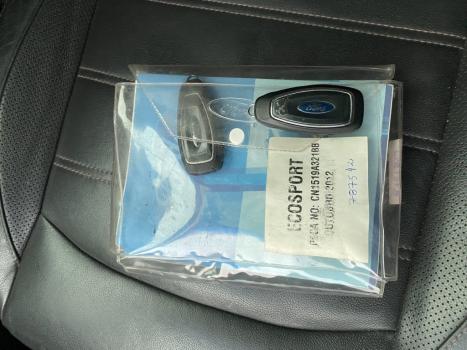 Ford
ECOSPORT
PEÇA NO: CN1519A321BB
OUTUBRO 2012